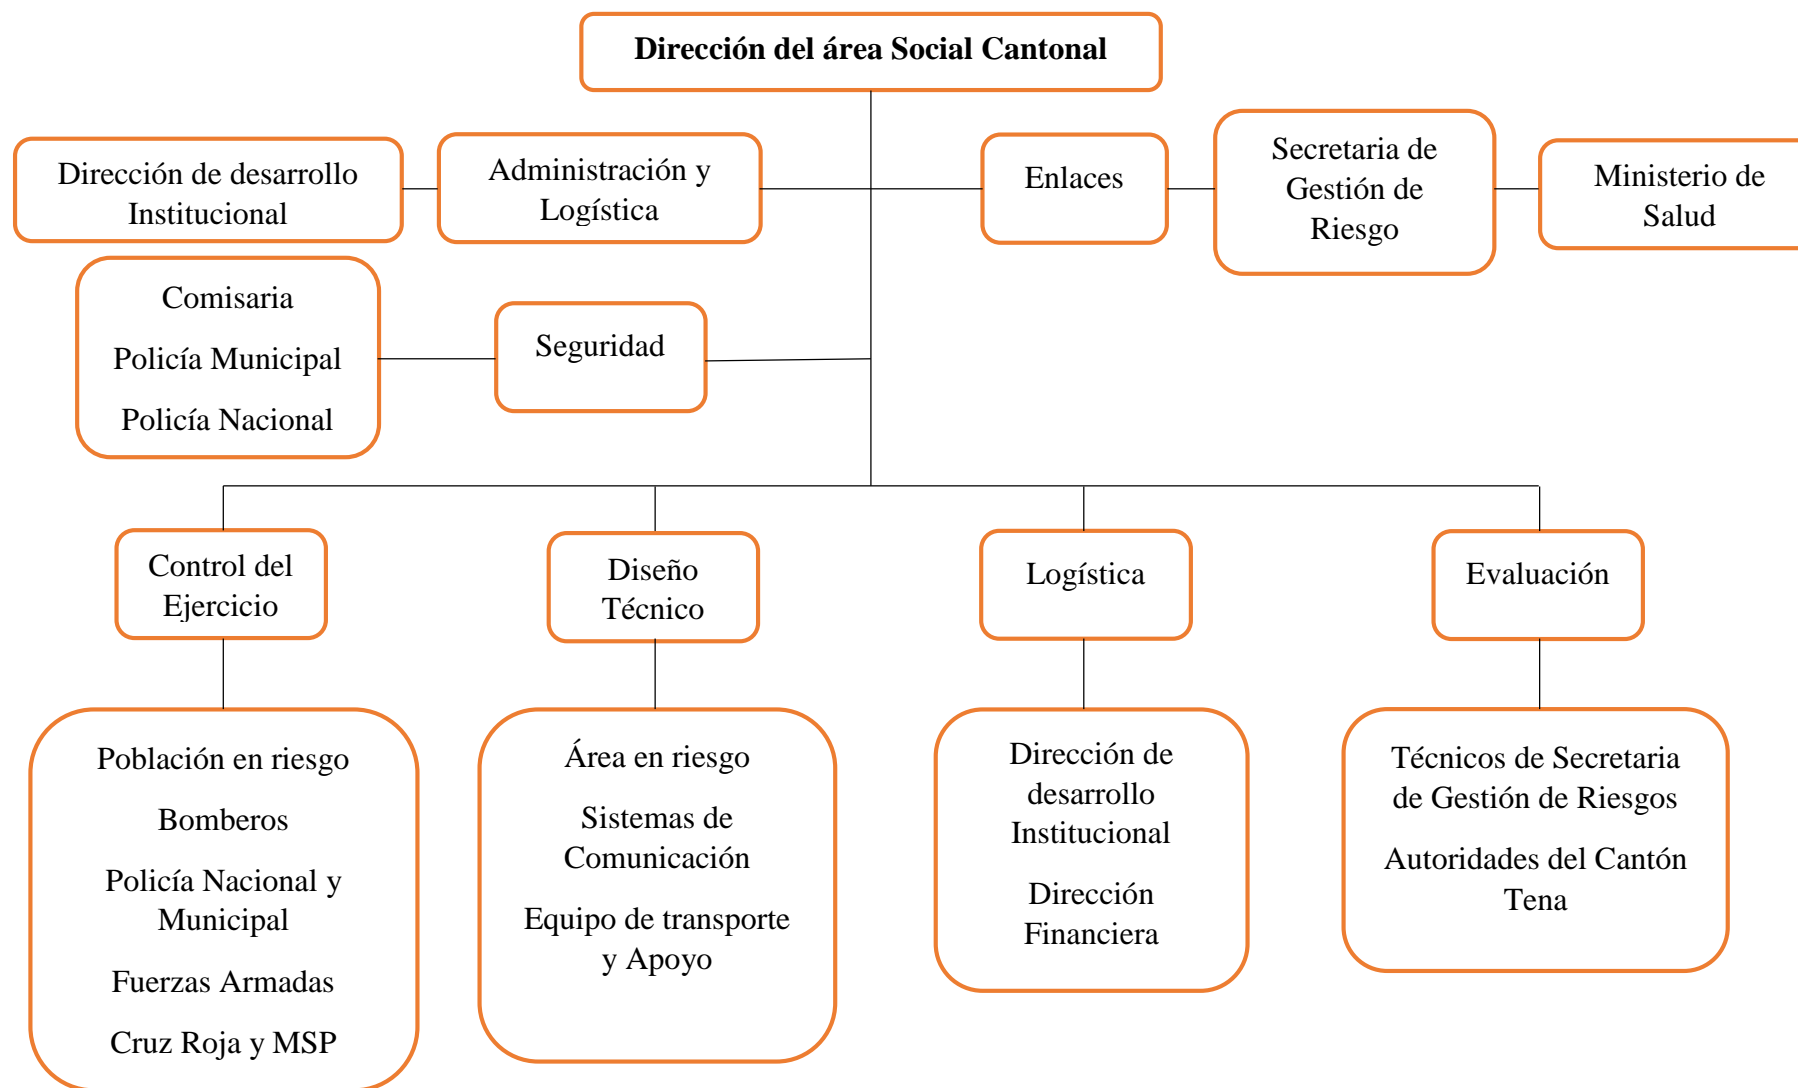 Dirección del área Social Cantonal
Dirección de desarrollo
Institucional
Administración y
Logística
Enlaces
Secretaria de
Gestión de
Riesgo
Ministerio de
Salud
Comisaria
Policía Municipal
Policía Nacional
Seguridad
Control del
Ejercicio
Diseño
Técnico
Logística
Evaluación
Población en riesgo
Bomberos
Policía Nacional y
Municipal
Fuerzas Armadas
Cruz Roja y MSP
Área en riesgo
Sistemas de
Comunicación
Equipo de transporte
y Apoyo
Dirección de
desarrollo
Institucional
Dirección
Financiera
Técnicos de Secretaria
de Gestión de Riesgos
Autoridades del Cantón
Tena